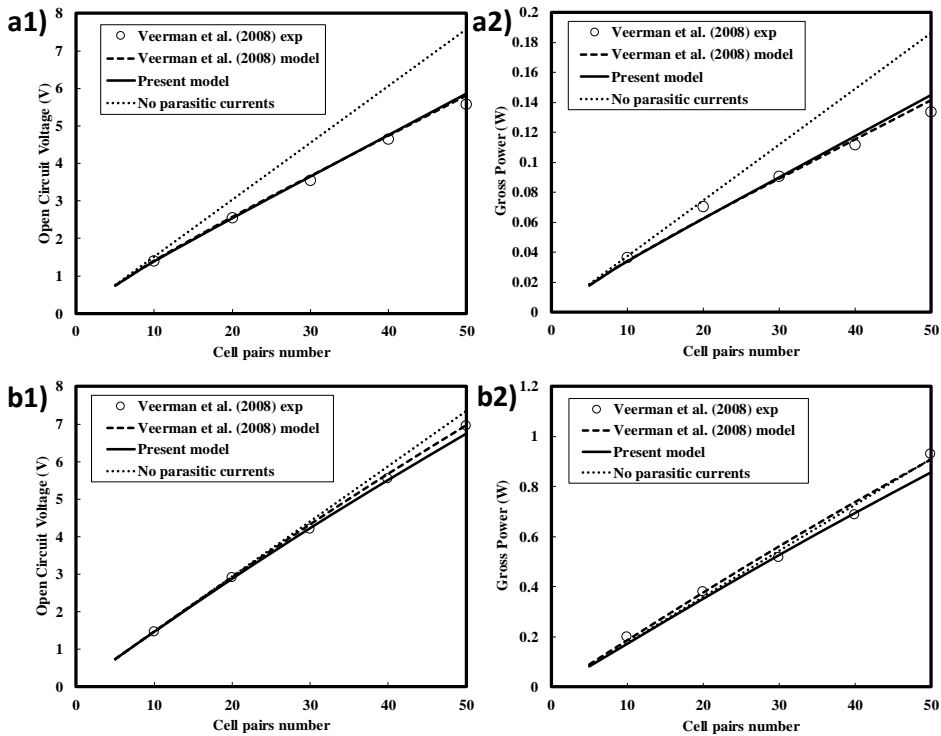 a1)
8
7
6
5
4
3
2
1
0
Open Circuit Voltage (V)
Veerman et al. (2008) exp
Veerman et al. (2008) model
Present model
No parasitic currents
0 10 20 30 40 50
Cell pairs number
a2)
0.2
0.18
0.16
0.14
0.12
0.1
0.08
0.06
0.04
0.02
0
Gross Power (W)
Veerman et al. (2008) exp
Veerman et al. (2008) model
Present model
No parasitic currents
0 10 20 30 40 50
Cell pairs number
b1)
8
7
6
5
4
3
2
1
0
Open Circuit Voltage (V)
Veerman et al. (2008) exp
Veerman et al. (2008) model
Present model
No parasitic currents
0 10 20 30 40 50
Cell pairs number
b2)
1.2
1
0.8
0.6
0.4
0.2
0
Gross Power (W)
Veerman et al. (2008) exp
Veerman et al. (2008) model
Present model
No parasitic currents
0 10 20 30 40 50
Cell pairs number